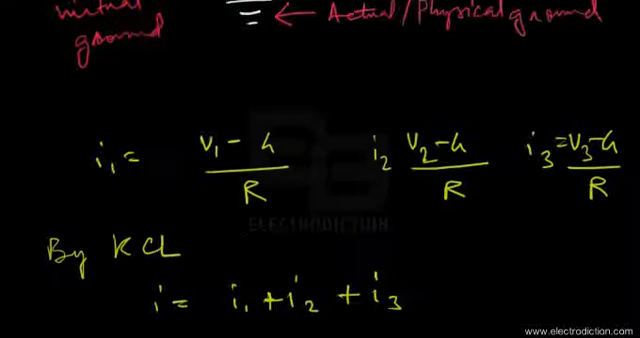 virtual ground
← Actual/Physical ground
i₁ = (V₁ - G)/R    i₂ (V₂ - G)/R    i₃ = (V₃ - G)/R
ELECTRODICTION
By KCL
i = i₁ + i₂ + i₃
www.electrodiction.com